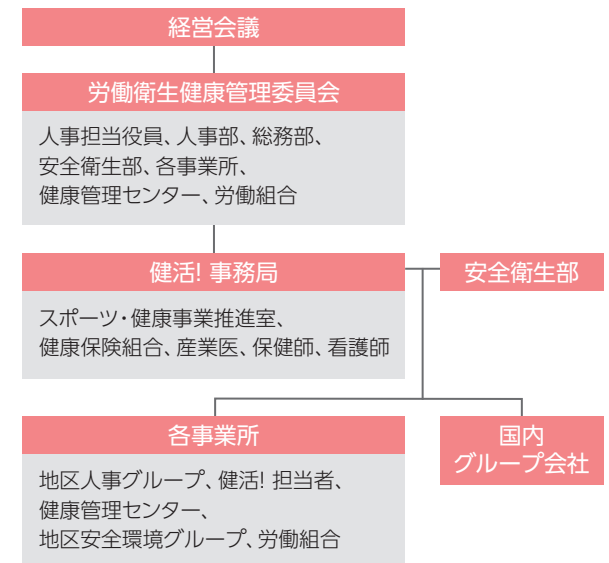 経営会議
労働衛生健康管理委員会
人事担当役員、人事部、総務部、
安全衛生部、各事業所、
健康管理センター、労働組合
健活! 事務局
安全衛生部
スポーツ・健康事業推進室、
健康保険組合、産業医、保健師、看護師
各事業所
国内
グループ会社
地区人事グループ、健活! 担当者、
健康管理センター、
地区安全環境グループ、労働組合